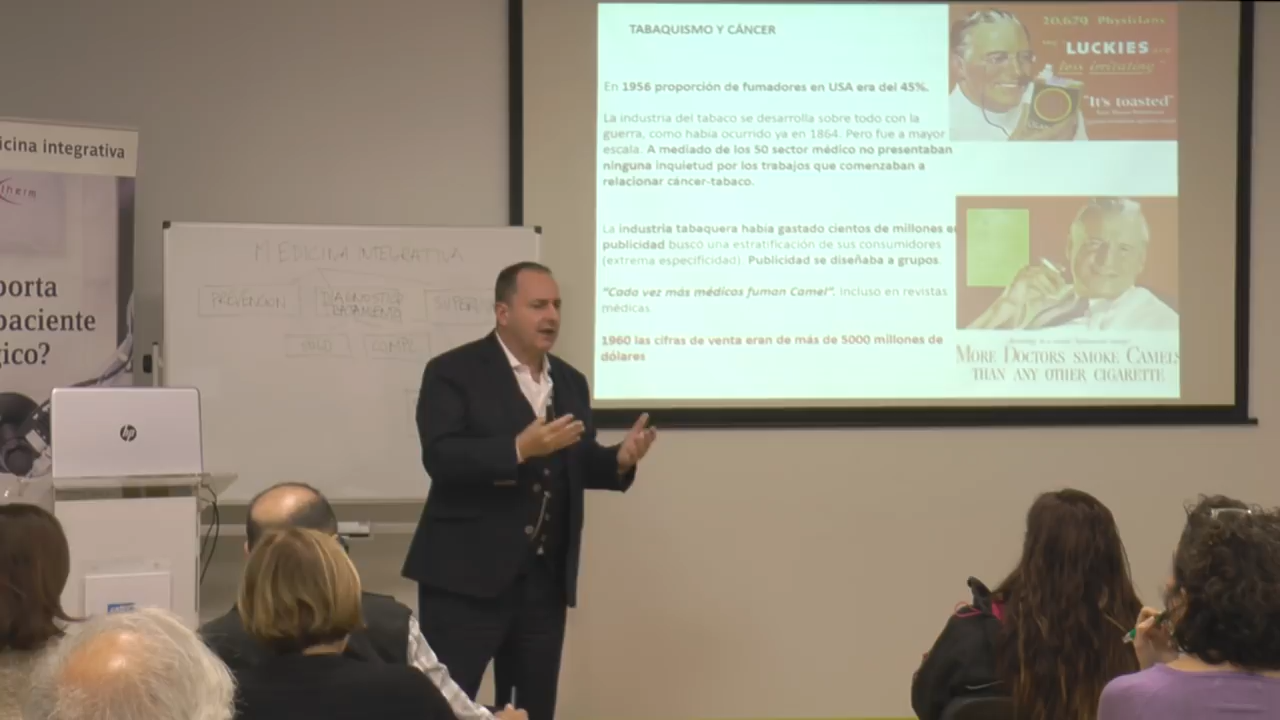 icina integrativa
porta
paciente
gico?
hp
MEDICINA INTEGRATIVA
PREVENCION
DIAGNOSTICO
TRATAMIENTO
TABAQUISMO Y CÁNCER
En 1956 proporción de fumadores en USA era del 45%.
La industria del tabaco se desarrolla sobre todo con la
guerra, como había ocurrido ya en 1864. Pero fue a mayor
escala. A mediado de los 50 sector médico no presentaban
ninguna inquietud por los trabajos que comenzaban a
relacionar cáncer-tabaco.
La industria tabaquera había gastado cientos de millones e
publicidad buscó una estratificación de sus consumidores
(extrema especificidad). Publicidad se diseñaba a grupos.
"Cada vez más médicos fuman Camel". Incluso en revistas
médicas
1960 las cifras de venta eran de más de 5000 millones de
dólares
20,679 Physicians
LUCKIES
less irritating"
"It's toasted"
MORE DOCTORS SMOKE CAMELS
THAN ANY OTHER CIGARETTE